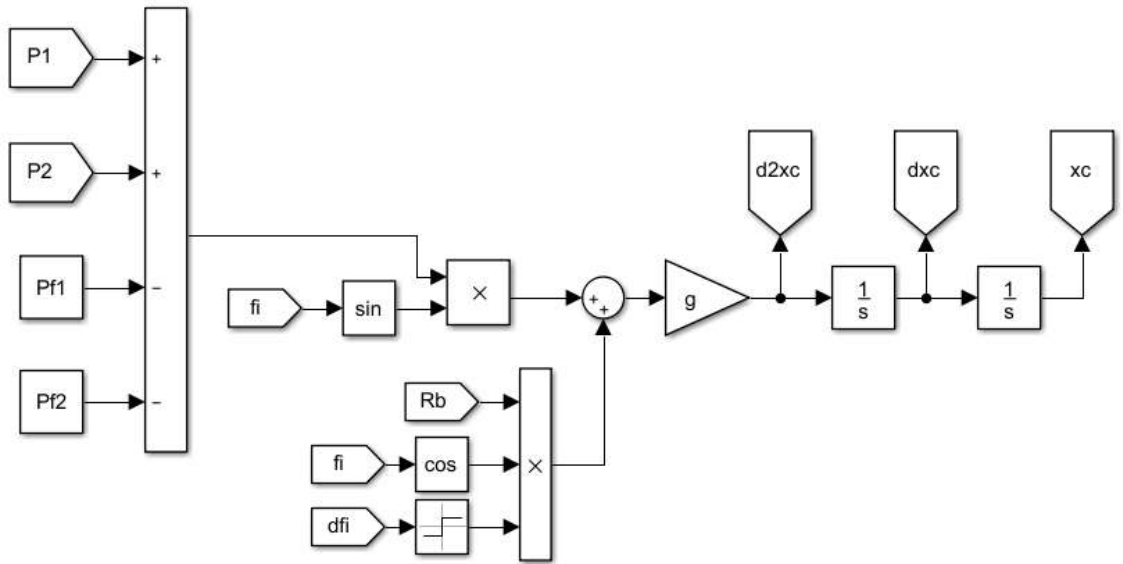 P1
+
P2
+
Pf1
−
Pf2
−
fi
sin
×
+
+
g
d2xc
dxc
xc
1
s
1
s
Rb
fi
cos
×
dfi